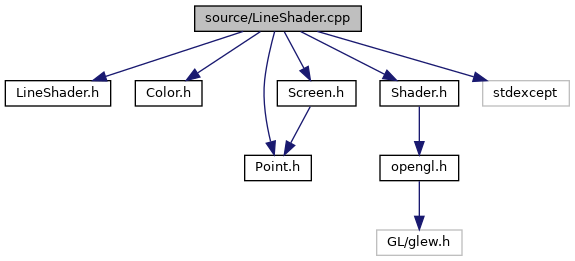 source/LineShader.cpp
LineShader.h
Color.h
Screen.h
Shader.h
stdexcept
Point.h
opengl.h
GL/glew.h